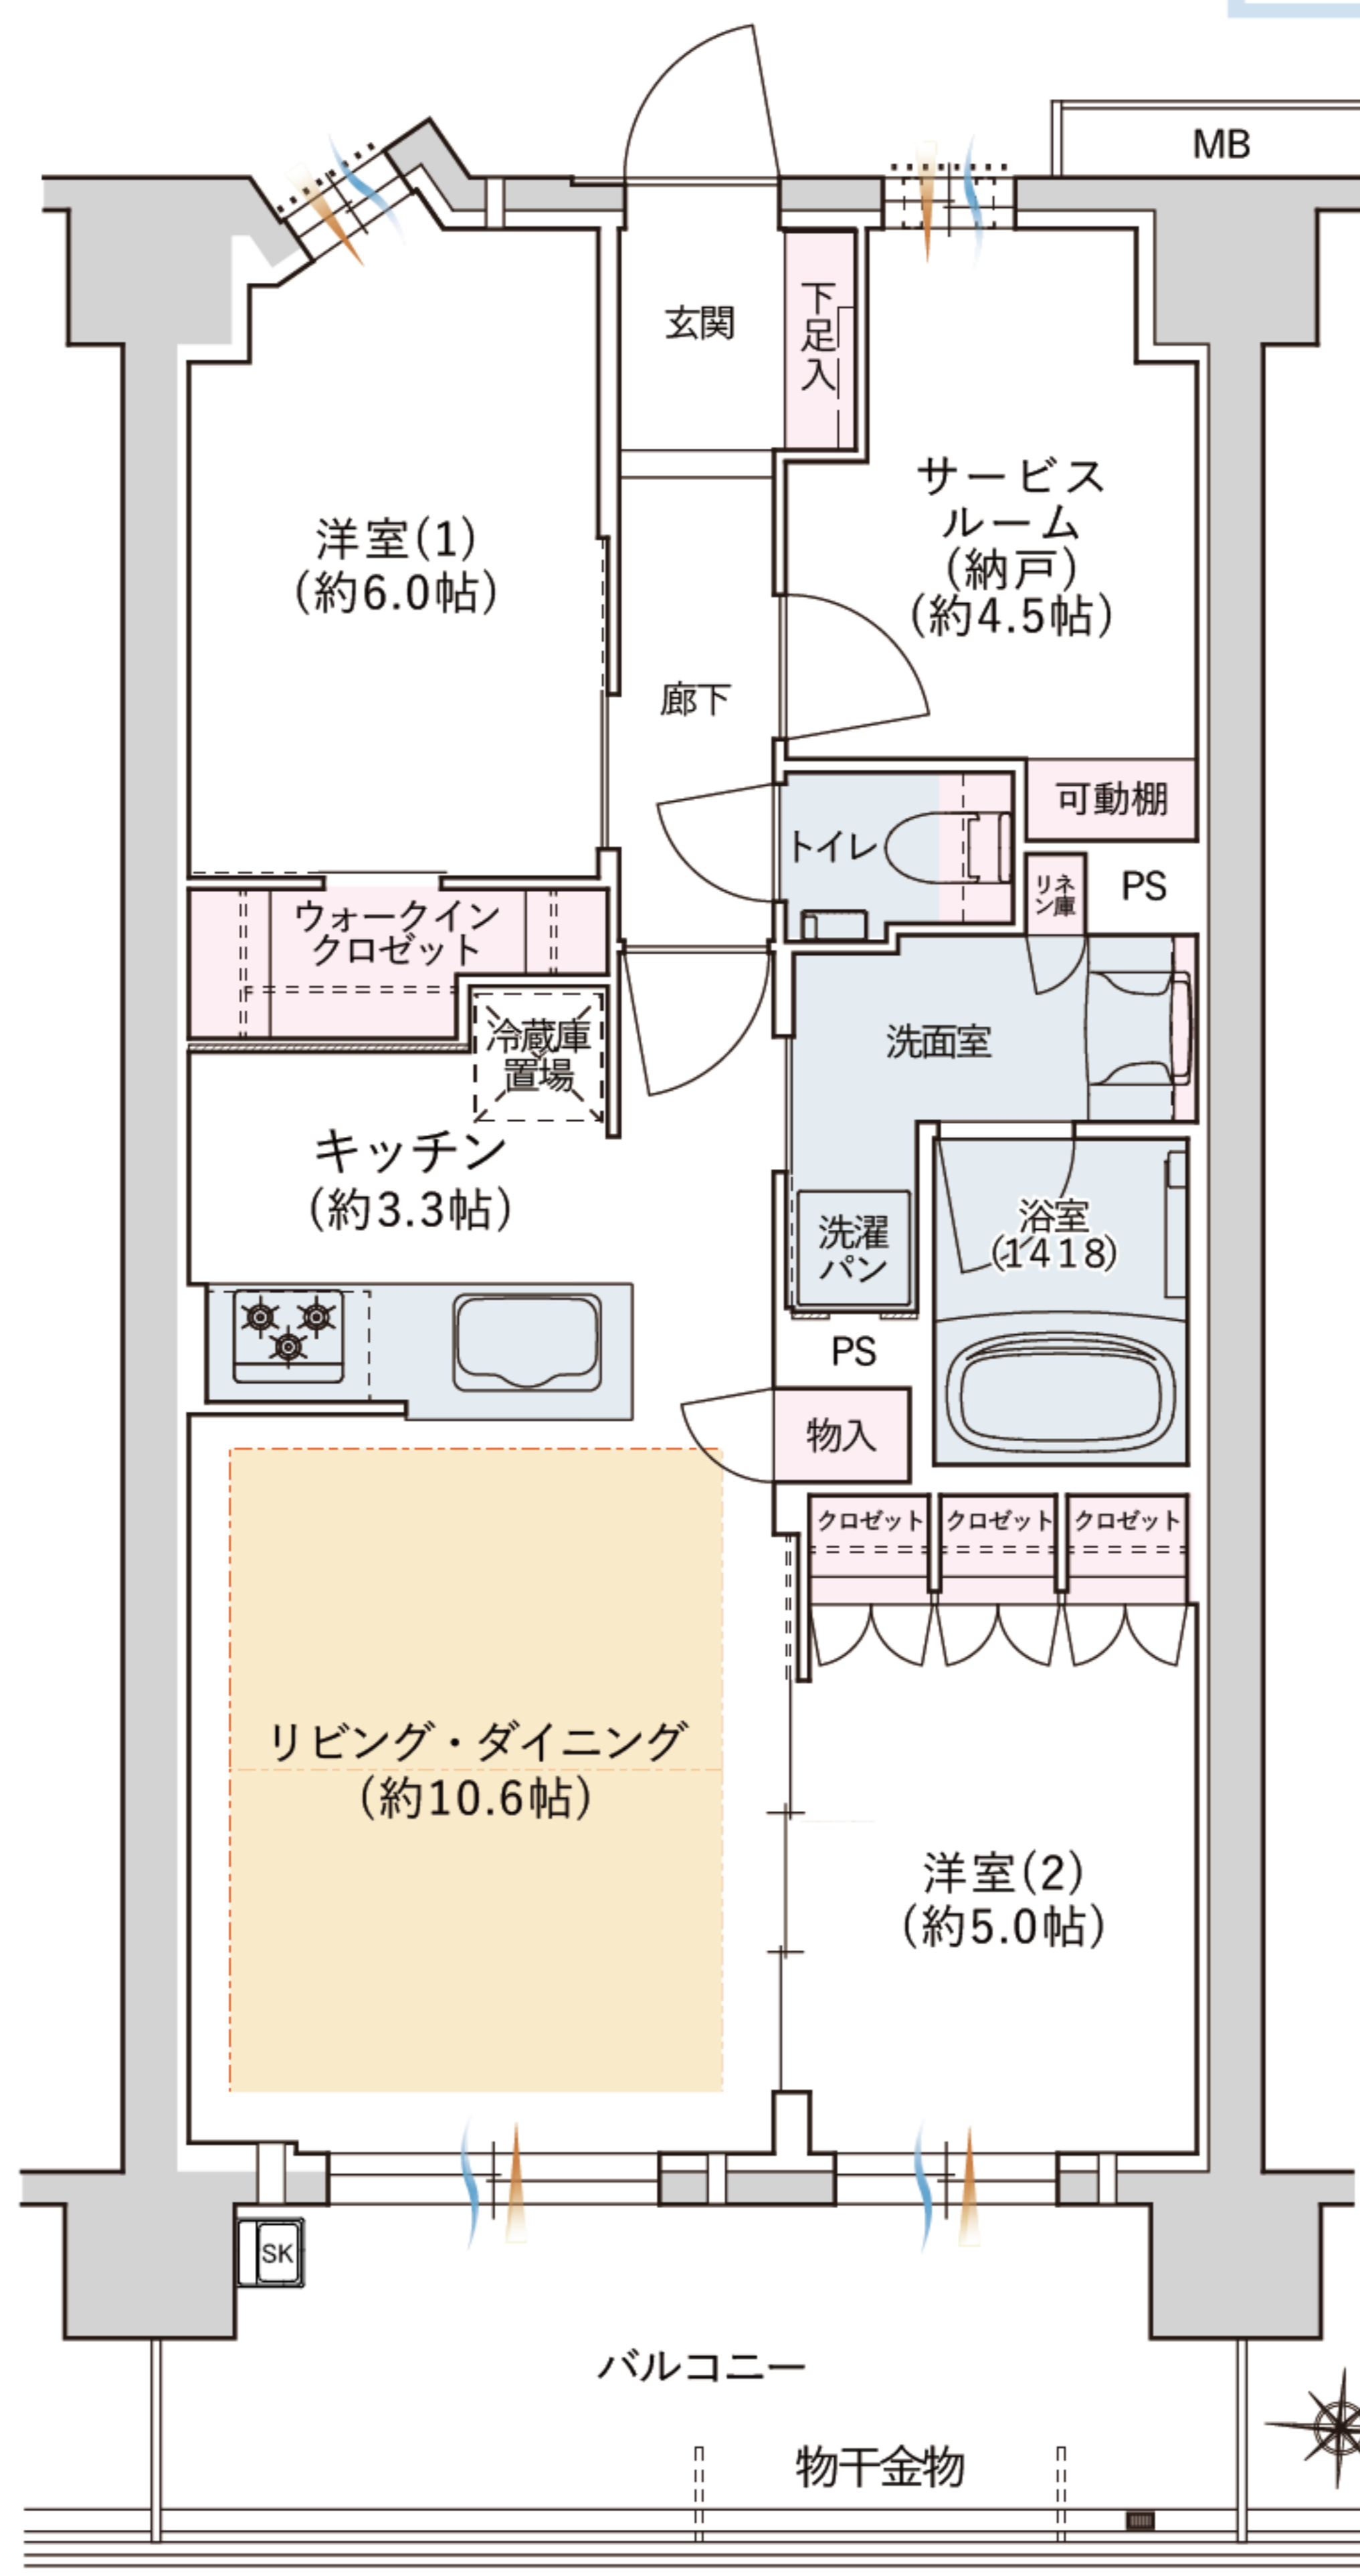 MB
玄関
下足入
洋室(1)
(約6.0帖)
サービス
ルーム
(納戸)
(約4.5帖)
廊下
可動棚
トイレ
リネン庫
PS
ウォークイン
クロゼット
冷蔵庫
置場
洗面室
キッチン
(約3.3帖)
浴室
(1418)
洗濯
パン
PS
物入
クロゼット
クロゼット
クロゼット
リビング・ダイニング
(約10.6帖)
洋室(2)
(約5.0帖)
SK
バルコニー
物干金物